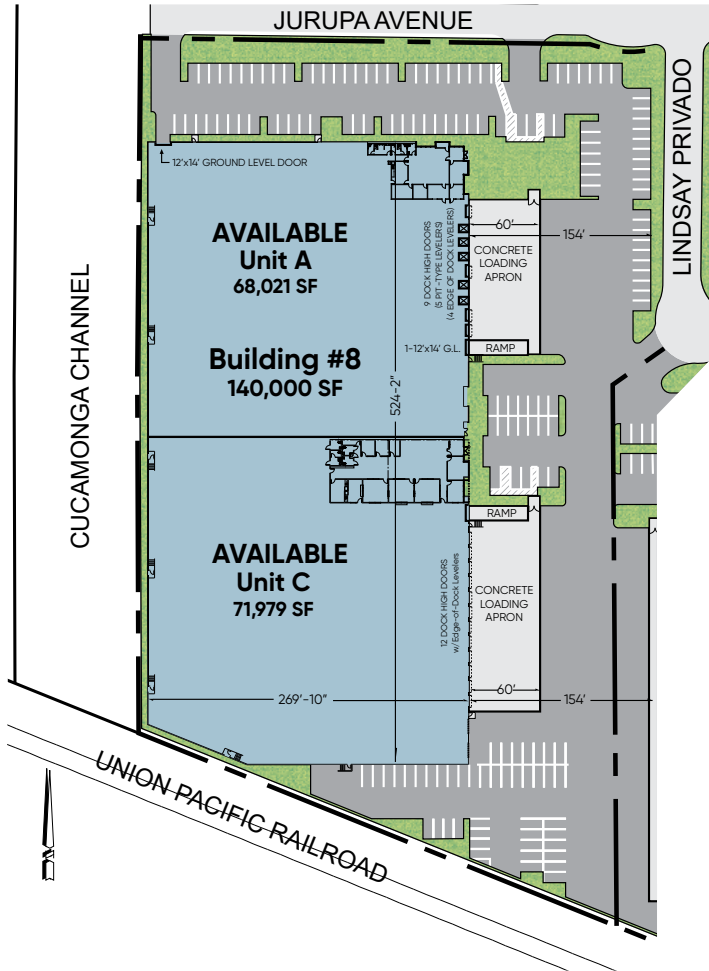 JURUPA AVENUE
LINDSAY PRIVADO
12'x14' GROUND LEVEL DOOR
AVAILABLE
Unit A
68,021 SF
9 DOCK HIGH DOORS
(5 PIT -TYPE LEVELERS)
(4 EDGE OF DOCK LEVELERS)
60'
154'
CONCRETE
LOADING
APRON
CUCAMONGA CHANNEL
Building #8
140,000 SF
1-12'x14' G.L.
RAMP
524'-2"
RAMP
AVAILABLE
Unit C
71,979 SF
12 DOCK HIGH DOORS
w/Edge-of-Dock Levelers
CONCRETE
LOADING
APRON
269'-10"
60'
154'
UNION PACIFIC RAILROAD
N